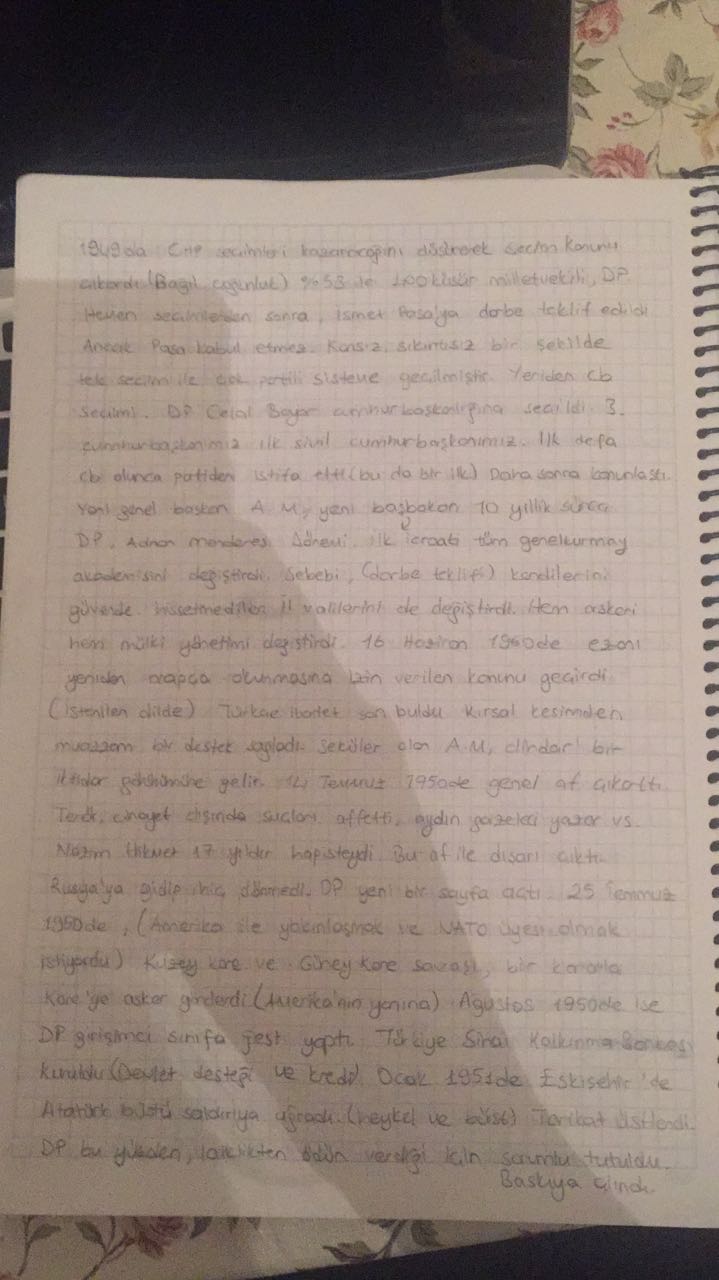 1949da CHP seçimleri kazanacağını düşünerek seçim kanunu
çıkardı (Bağıl çoğunluk) %53 ile 400 küsür milletvekili, DP.
Hemen seçimlerden sonra, İsmet Paşa'ya darbe teklif edildi
Ancak Paşa kabul etmez. Kansız, sıkıntısız bir şekilde
tek seçim ile çok partili sisteme geçilmiştir. Yeniden cb
seçimi. DP Celal Bayar cumhurbaşkanlığına seçildi 3.
cumhurbaşkanımız ilk sivil cumhurbaşkanımız. İlk defa
cb olunca partiden istifa etti (bu da bir ilk) Daha sonra kanunlaştı.
Yani genel başkan A.M, yeni başbakan 10 yıllık sürece
DP. Adnan menderes Dönemi. ilk icraatı tüm genelkurmay
akademisini değiştirdi. Sebebi, (darbe teklifi) kendilerini
güvende hissetmediler il valilerini de değiştirdi. Hem askeri
hem mülki yönetimi değiştirdi. 16 Haziran 1950de ezanı
yeniden arapça okunmasına izin verilen kanunu geçirdi
(istenilen dilde) Türkçe ibadet son buldu Kırsal kesimden
muazzam bir destek sağladı. Seküler olan A.M, dindar bir
iktidar görünümüne gelir. 14 Temmuz 1950de genel af çıkarttı.
Terör, cinayet dışında suçları affetti, aydın gazeteci yazar vs.
Nazım Hikmet 17 yıldır hapisteydi. Bu af ile dışarı çıktı.
Rusya'ya gidip hiç dönmedi. DP yeni bir sayfa açtı. 25 Temmuz
1950de, (Amerika ile yakınlaşmak ve NATO üyesi olmak
istiyordu) Kuzey kore ve Güney Kore savaşı, bir kararla
Kore'ye asker gönderdi (Amerika'nın yanına) Ağustos 1950de ise
DP girişimci sınıfa jest yaptı. Türkiye Sinai Kalkınma Bankası
kuruldu (Devlet desteği ve kredi) Ocak 1951de Eskişehir'de
Atatürk büstü saldırıya uğradı. (heykel ve büst) Tarikat üstlendi.
DP bu yüzden, laiklikten ödün verdiği için sorumlu tutuldu.
Baskıya alındı.